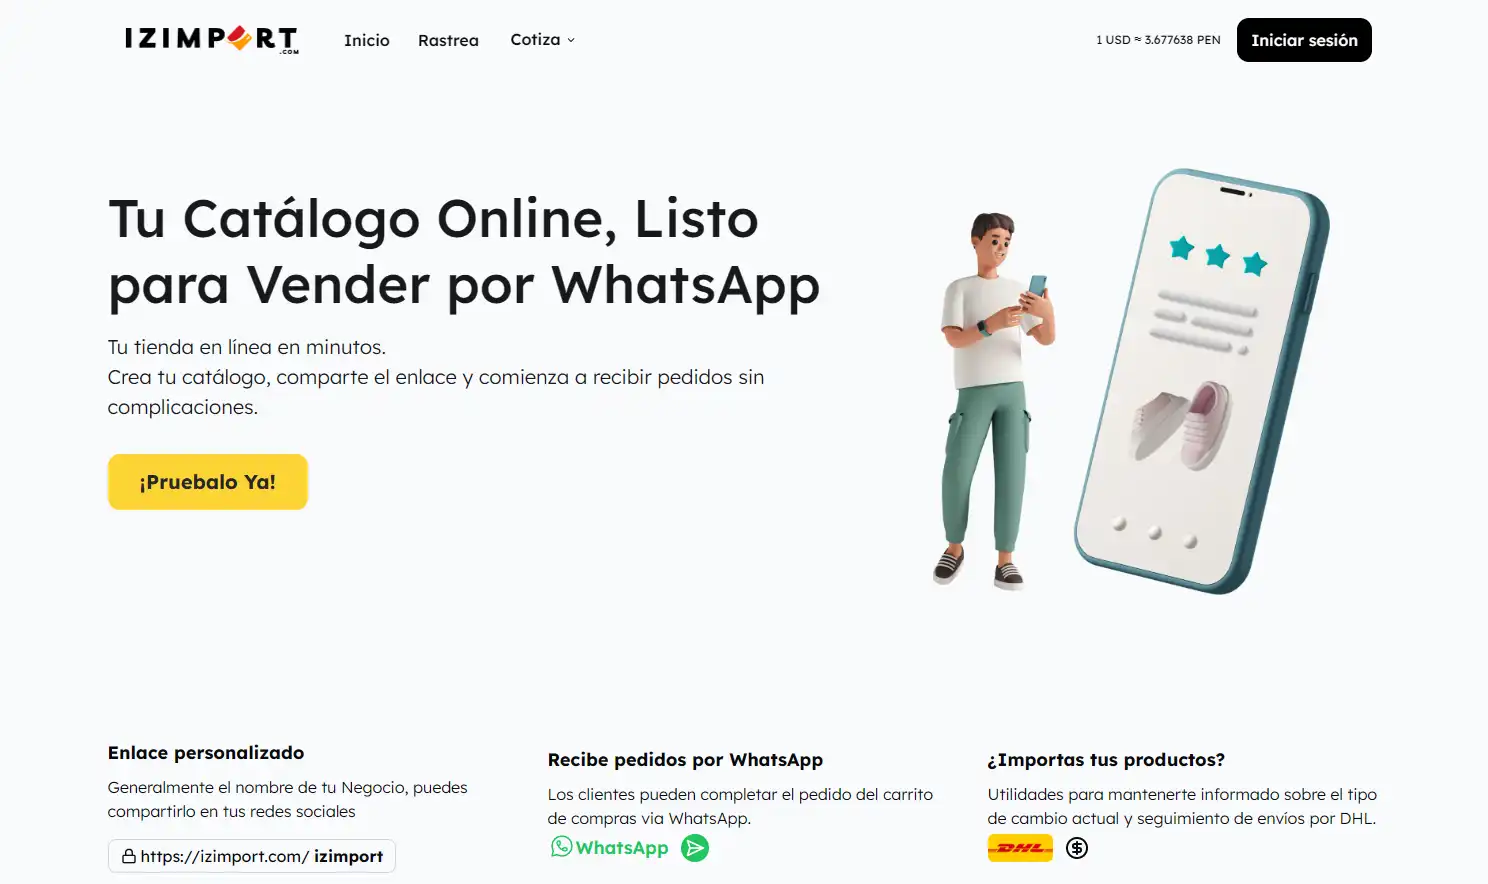 IZIMPORT
.COM
Inicio
Rastrea
Cotiza
1 USD ≈ 3.677638 PEN
Iniciar sesión
Tu Catálogo Online, Listo
para Vender por WhatsApp
Tu tienda en línea en minutos.
Crea tu catálogo, comparte el enlace y comienza a recibir pedidos sin
complicaciones.
¡Pruebalo Ya!
Enlace personalizado
Generalmente el nombre de tu Negocio, puedes
compartirlo en tus redes sociales
https://izimport.com/ izimport
Recibe pedidos por WhatsApp
Los clientes pueden completar el pedido del carrito
de compras via WhatsApp.
WhatsApp
¿Importas tus productos?
Utilidades para mantenerte informado sobre el tipo
de cambio actual y seguimiento de envíos por DHL.
DHL
$